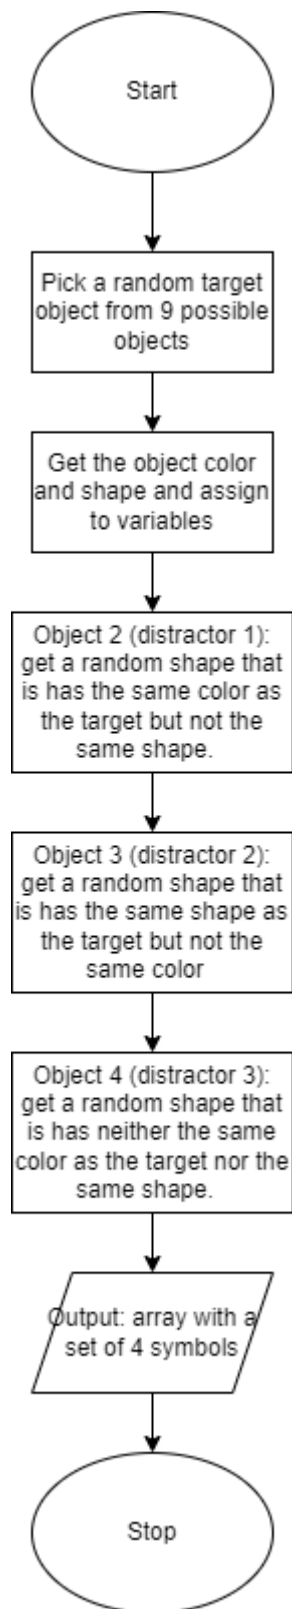 Start
Pick a random target
object from 9 possible
objects
Get the object color
and shape and assign
to variables
Object 2 (distractor 1):
get a random shape that
is has the same color as
the target but not the
same shape.
Object 3 (distractor 2):
get a random shape that
is has the same shape as
the target but not the
same color
Object 4 (distractor 3):
get a random shape that
is has neither the same
color as the target nor the
same shape.
Output: array with a
set of 4 symbols
Stop